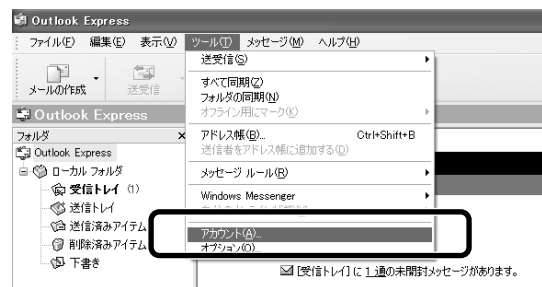 Outlook Express
ファイル(F) 編集(E) 表示(V) ツール(T) メッセージ(M) ヘルプ(H)
メールの作成 送受信
送受信(S)
すべて同期(Z)
フォルダの同期(N)
オフライン用にマーク(K)
アドレス帳(B)... Ctrl+Shift+B
送信者をアドレス帳に追加する(D)
メッセージ ルール(R)
Windows Messenger
アカウント(A)...
オプション(O)...
Outlook Express
フォルダ ×
Outlook Express
ローカル フォルダ
受信トレイ (1)
送信トレイ
送信済みアイテム
削除済みアイテム
下書き
[受信トレイ] に 1 通の未開封メッセージがあります。